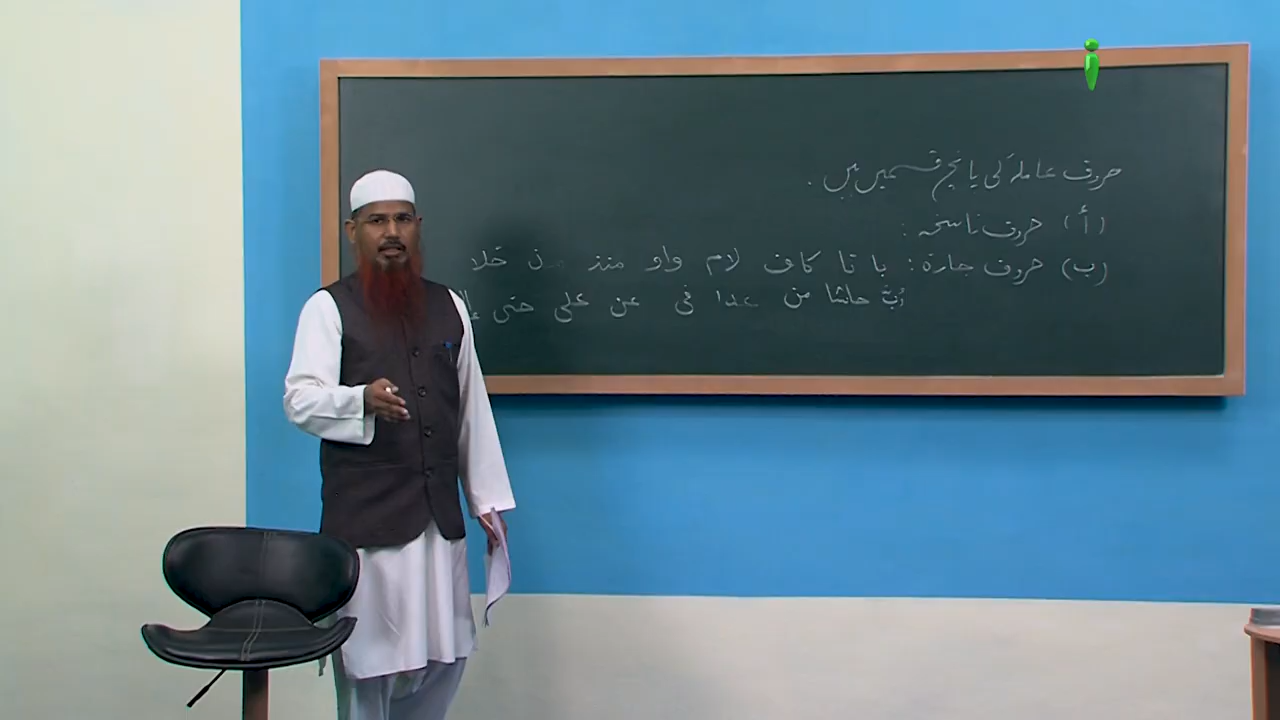 حروف عاملہ کی پانچ قسمیں ہیں ۔
(أ) حروف ناسخہ :
(ب) حروف جارة : با تا کاف لام واو منذ خلا
رُبَّ حاشا من عدا فی عن علی حتی